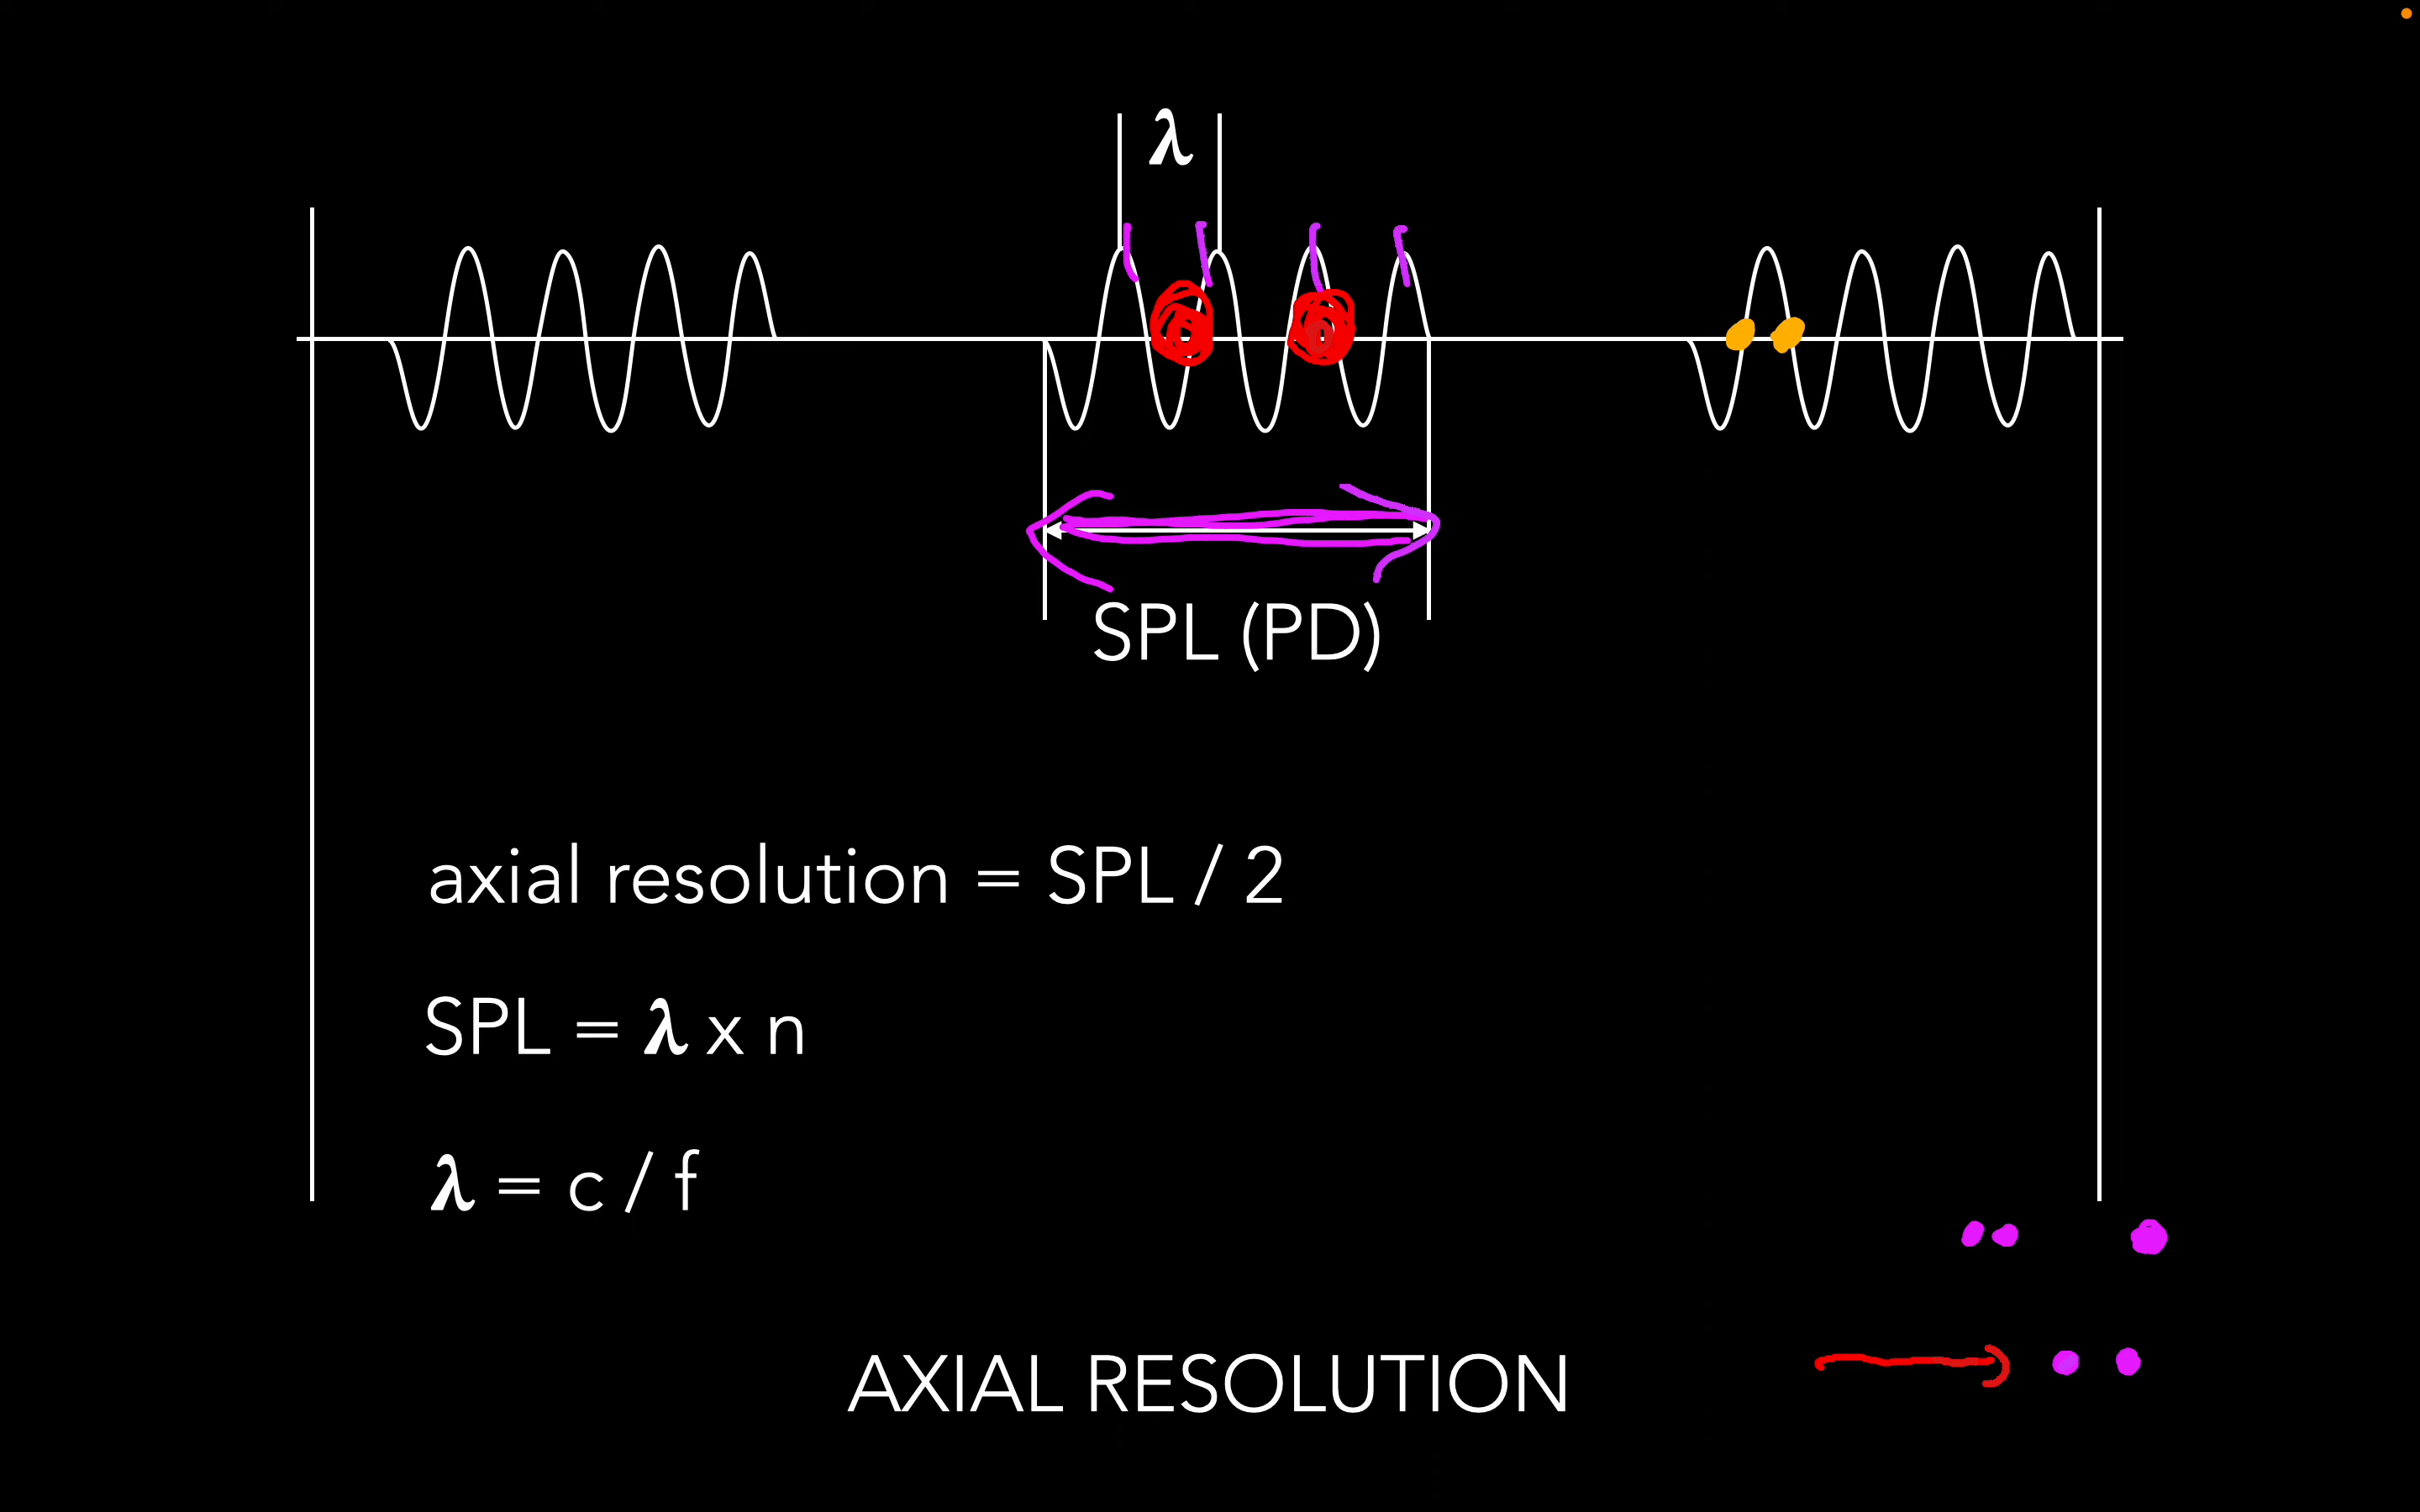 λ
SPL (PD)
axial resolution = SPL / 2
SPL = λ x n
λ = c / f
AXIAL RESOLUTION